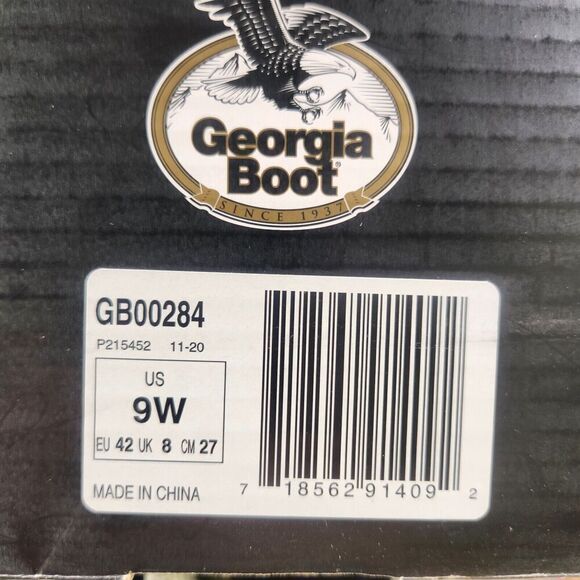 Georgia
Boot®
SINCE 1937
GB00284
P215452 11-20
US
9W
EU 42 UK 8 CM 27
MADE IN CHINA
7 18562 91409 2